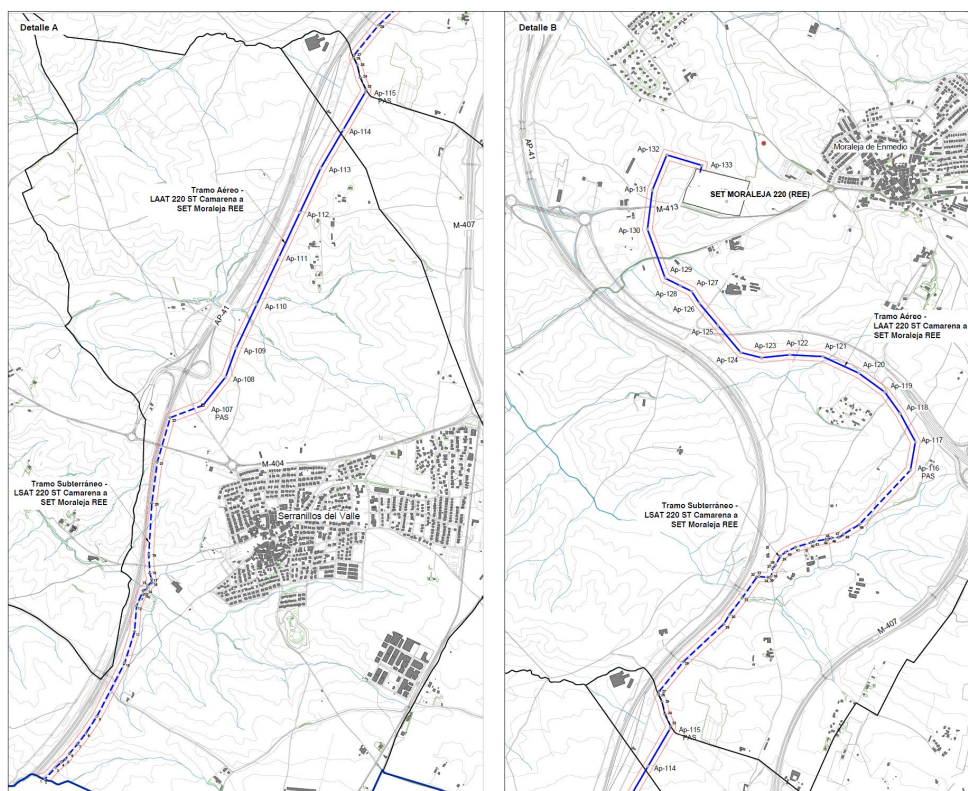 Detalle A
Ap-115
PAS
Ap-114
Ap-113
Tramo Aéreo -
LAAT 220 ST Camarena a
SET Moraleja REE
Ap-112
M-407
Ap-111
Ap-110
AP-41
Ap-109
Ap-108
Ap-107
PAS
M-404
Tramo Subterráneo -
LSAT 220 ST Camarena a
SET Moraleja REE
Serranillos del Valle
Detalle B
AP-41
Moraleja de Enmedio
Ap-132
Ap-133
Ap-131
SET MORALEJA 220 (REE)
M-413
Ap-130
Ap-129
Ap-128
Ap-127
Ap-126
Tramo Aéreo -
LAAT 220 ST Camarena a
SET Moraleja REE
Ap-125
Ap-124
Ap-123
Ap-122
Ap-121
Ap-120
Ap-119
Ap-118
Ap-117
Ap-116
PAS
Tramo Subterráneo -
LSAT 220 ST Camarena a
SET Moraleja REE
M-407
Ap-115
PAS
Ap-114